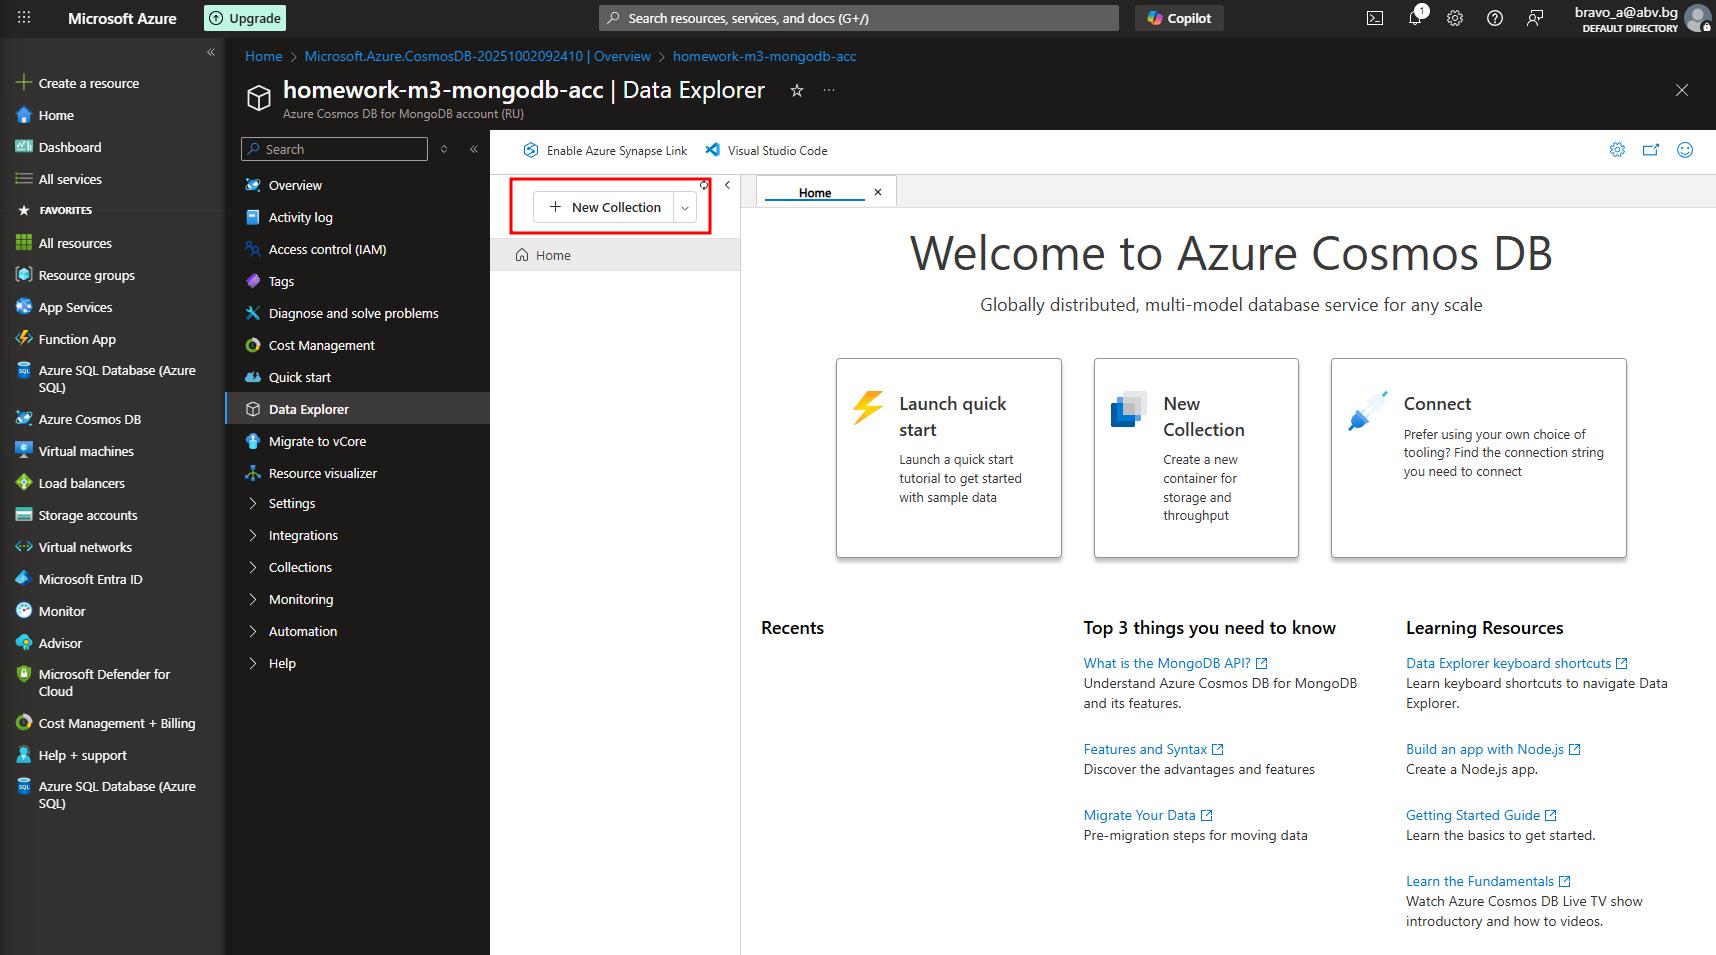 Microsoft Azure
Upgrade
Search resources, services, and docs (G+/)
Copilot
1
bravo_a@abv.bg
DEFAULT DIRECTORY
Create a resource
Home
Dashboard
All services
FAVORITES
All resources
Resource groups
App Services
Function App
Azure SQL Database (Azure
SQL)
Azure Cosmos DB
Virtual machines
Load balancers
Storage accounts
Virtual networks
Microsoft Entra ID
Monitor
Advisor
Microsoft Defender for
Cloud
Cost Management + Billing
Help + support
Azure SQL Database (Azure
SQL)
Home > Microsoft.Azure.CosmosDB-20251002092410 | Overview > homework-m3-mongodb-acc
homework-m3-mongodb-acc | Data Explorer
Azure Cosmos DB for MongoDB account (RU)
Search
Overview
Activity log
Access control (IAM)
Tags
Diagnose and solve problems
Cost Management
Quick start
Data Explorer
Migrate to vCore
Resource visualizer
Settings
Integrations
Collections
Monitoring
Automation
Help
Enable Azure Synapse Link
Visual Studio Code
New Collection
Home
Home
Welcome to Azure Cosmos DB
Globally distributed, multi-model database service for any scale
Launch quick
start
Launch a quick start
tutorial to get started
with sample data
New
Collection
Create a new
container for
storage and
throughput
Connect
Prefer using your own choice of
tooling? Find the connection string
you need to connect
Recents
Top 3 things you need to know
What is the MongoDB API?
Understand Azure Cosmos DB for MongoDB
and its features.
Features and Syntax
Discover the advantages and features
Migrate Your Data
Pre-migration steps for moving data
Learning Resources
Data Explorer keyboard shortcuts
Learn keyboard shortcuts to navigate Data
Explorer.
Build an app with Node.js
Create a Node.js app.
Getting Started Guide
Learn the basics to get started.
Learn the Fundamentals
Watch Azure Cosmos DB Live TV show
introductory and how to videos.